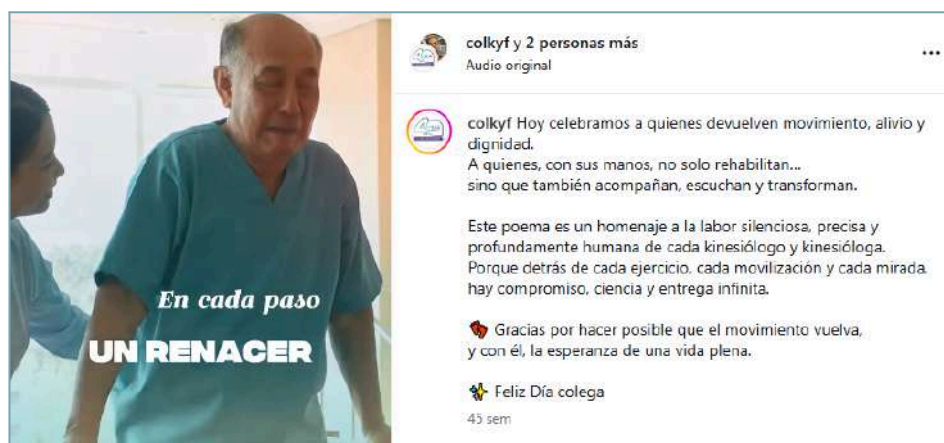 colkyf y 2 personas más
Audio original
colkyf Hoy celebramos a quienes devuelven movimiento, alivio y
dignidad.
A quienes, con sus manos, no solo rehabilitan...
sino que también acompañan, escuchan y transforman.
Este poema es un homenaje a la labor silenciosa, precisa y
profundamente humana de cada kinesiólogo y kinesióloga.
Porque detrás de cada ejercicio, cada movilización y cada mirada
hay compromiso, ciencia y entrega infinita.
👣 Gracias por hacer posible que el movimiento vuelva,
y con él, la esperanza de una vida plena.
✨ Feliz Día colega
45 sem
En cada paso
UN RENACER